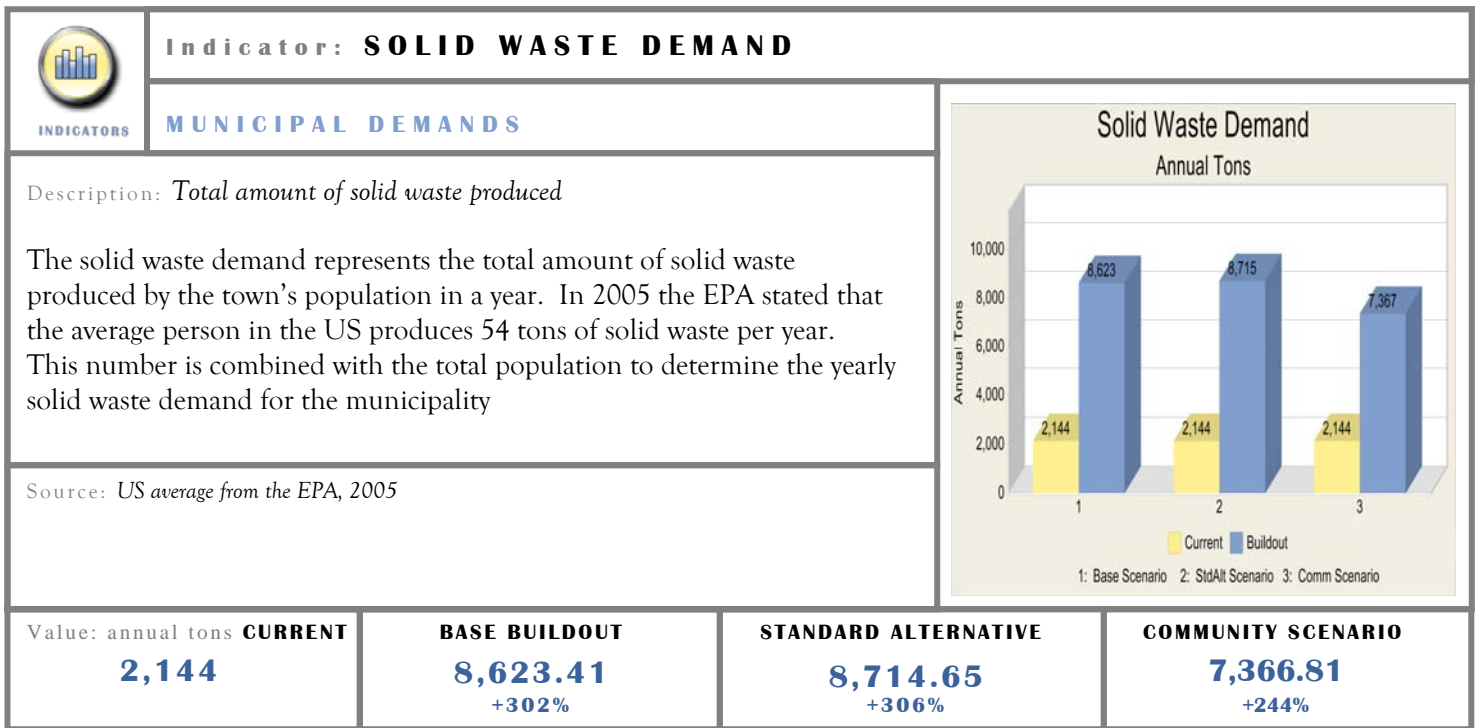 INDICATORS
Indicator: SOLID WASTE DEMAND
MUNICIPAL DEMANDS
Description: Total amount of solid waste produced
The solid waste demand represents the total amount of solid waste
produced by the town's population in a year. In 2005 the EPA stated that
the average person in the US produces 54 tons of solid waste per year.
This number is combined with the total population to determine the yearly
solid waste demand for the municipality
Source: US average from the EPA, 2005
Solid Waste Demand
Annual Tons
Annual Tons
10,000
8,000
6,000
4,000
2,000
0
2,144
8,623
2,144
8,715
2,144
7,367
1
2
3
Current Buildout
1: Base Scenario 2: StdAlt Scenario 3: Comm Scenario
Value: annual tons CURRENT
2,144
BASE BUILDOUT
8,623.41
+302%
STANDARD ALTERNATIVE
8,714.65
+306%
COMMUNITY SCENARIO
7,366.81
+244%